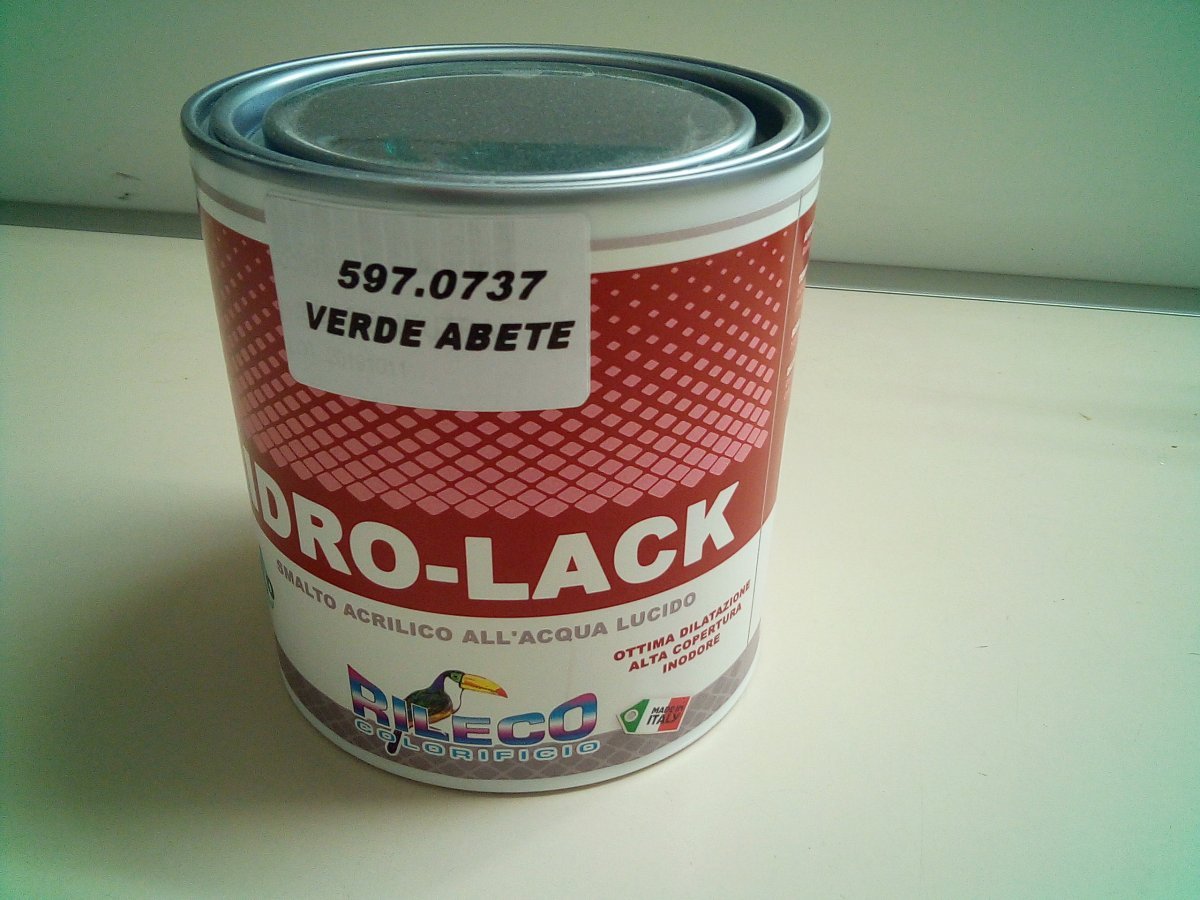 597.0737
VERDE ABETE
IDRO-LACK
SMALTO ACRILICO ALL'ACQUA LUCIDO
OTTIMA DILATAZIONE
ALTA COPERTURA
INODORE
RILECO
COLORIFICIO
MADE IN
ITALY